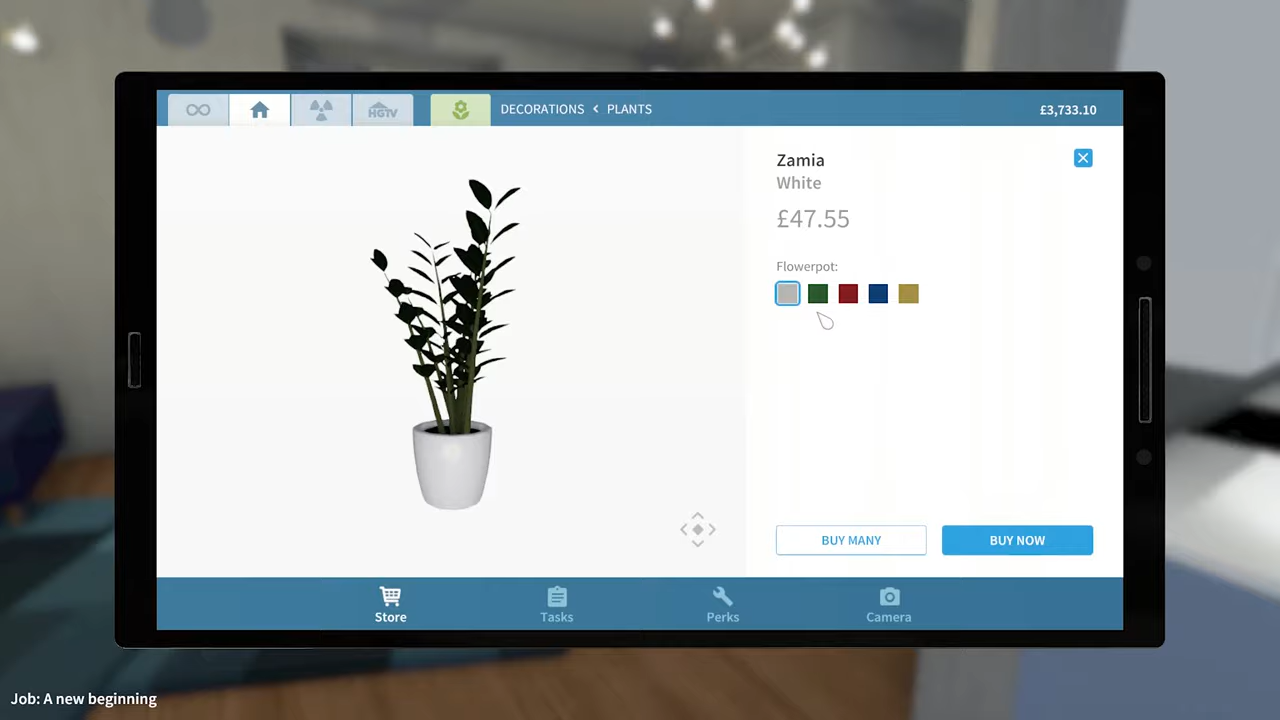 HGTV
DECORATIONS < PLANTS
£3,733.10
Zamia
White
£47.55
Flowerpot:
BUY MANY
BUY NOW
Store
Tasks
Perks
Camera
Job: A new beginning